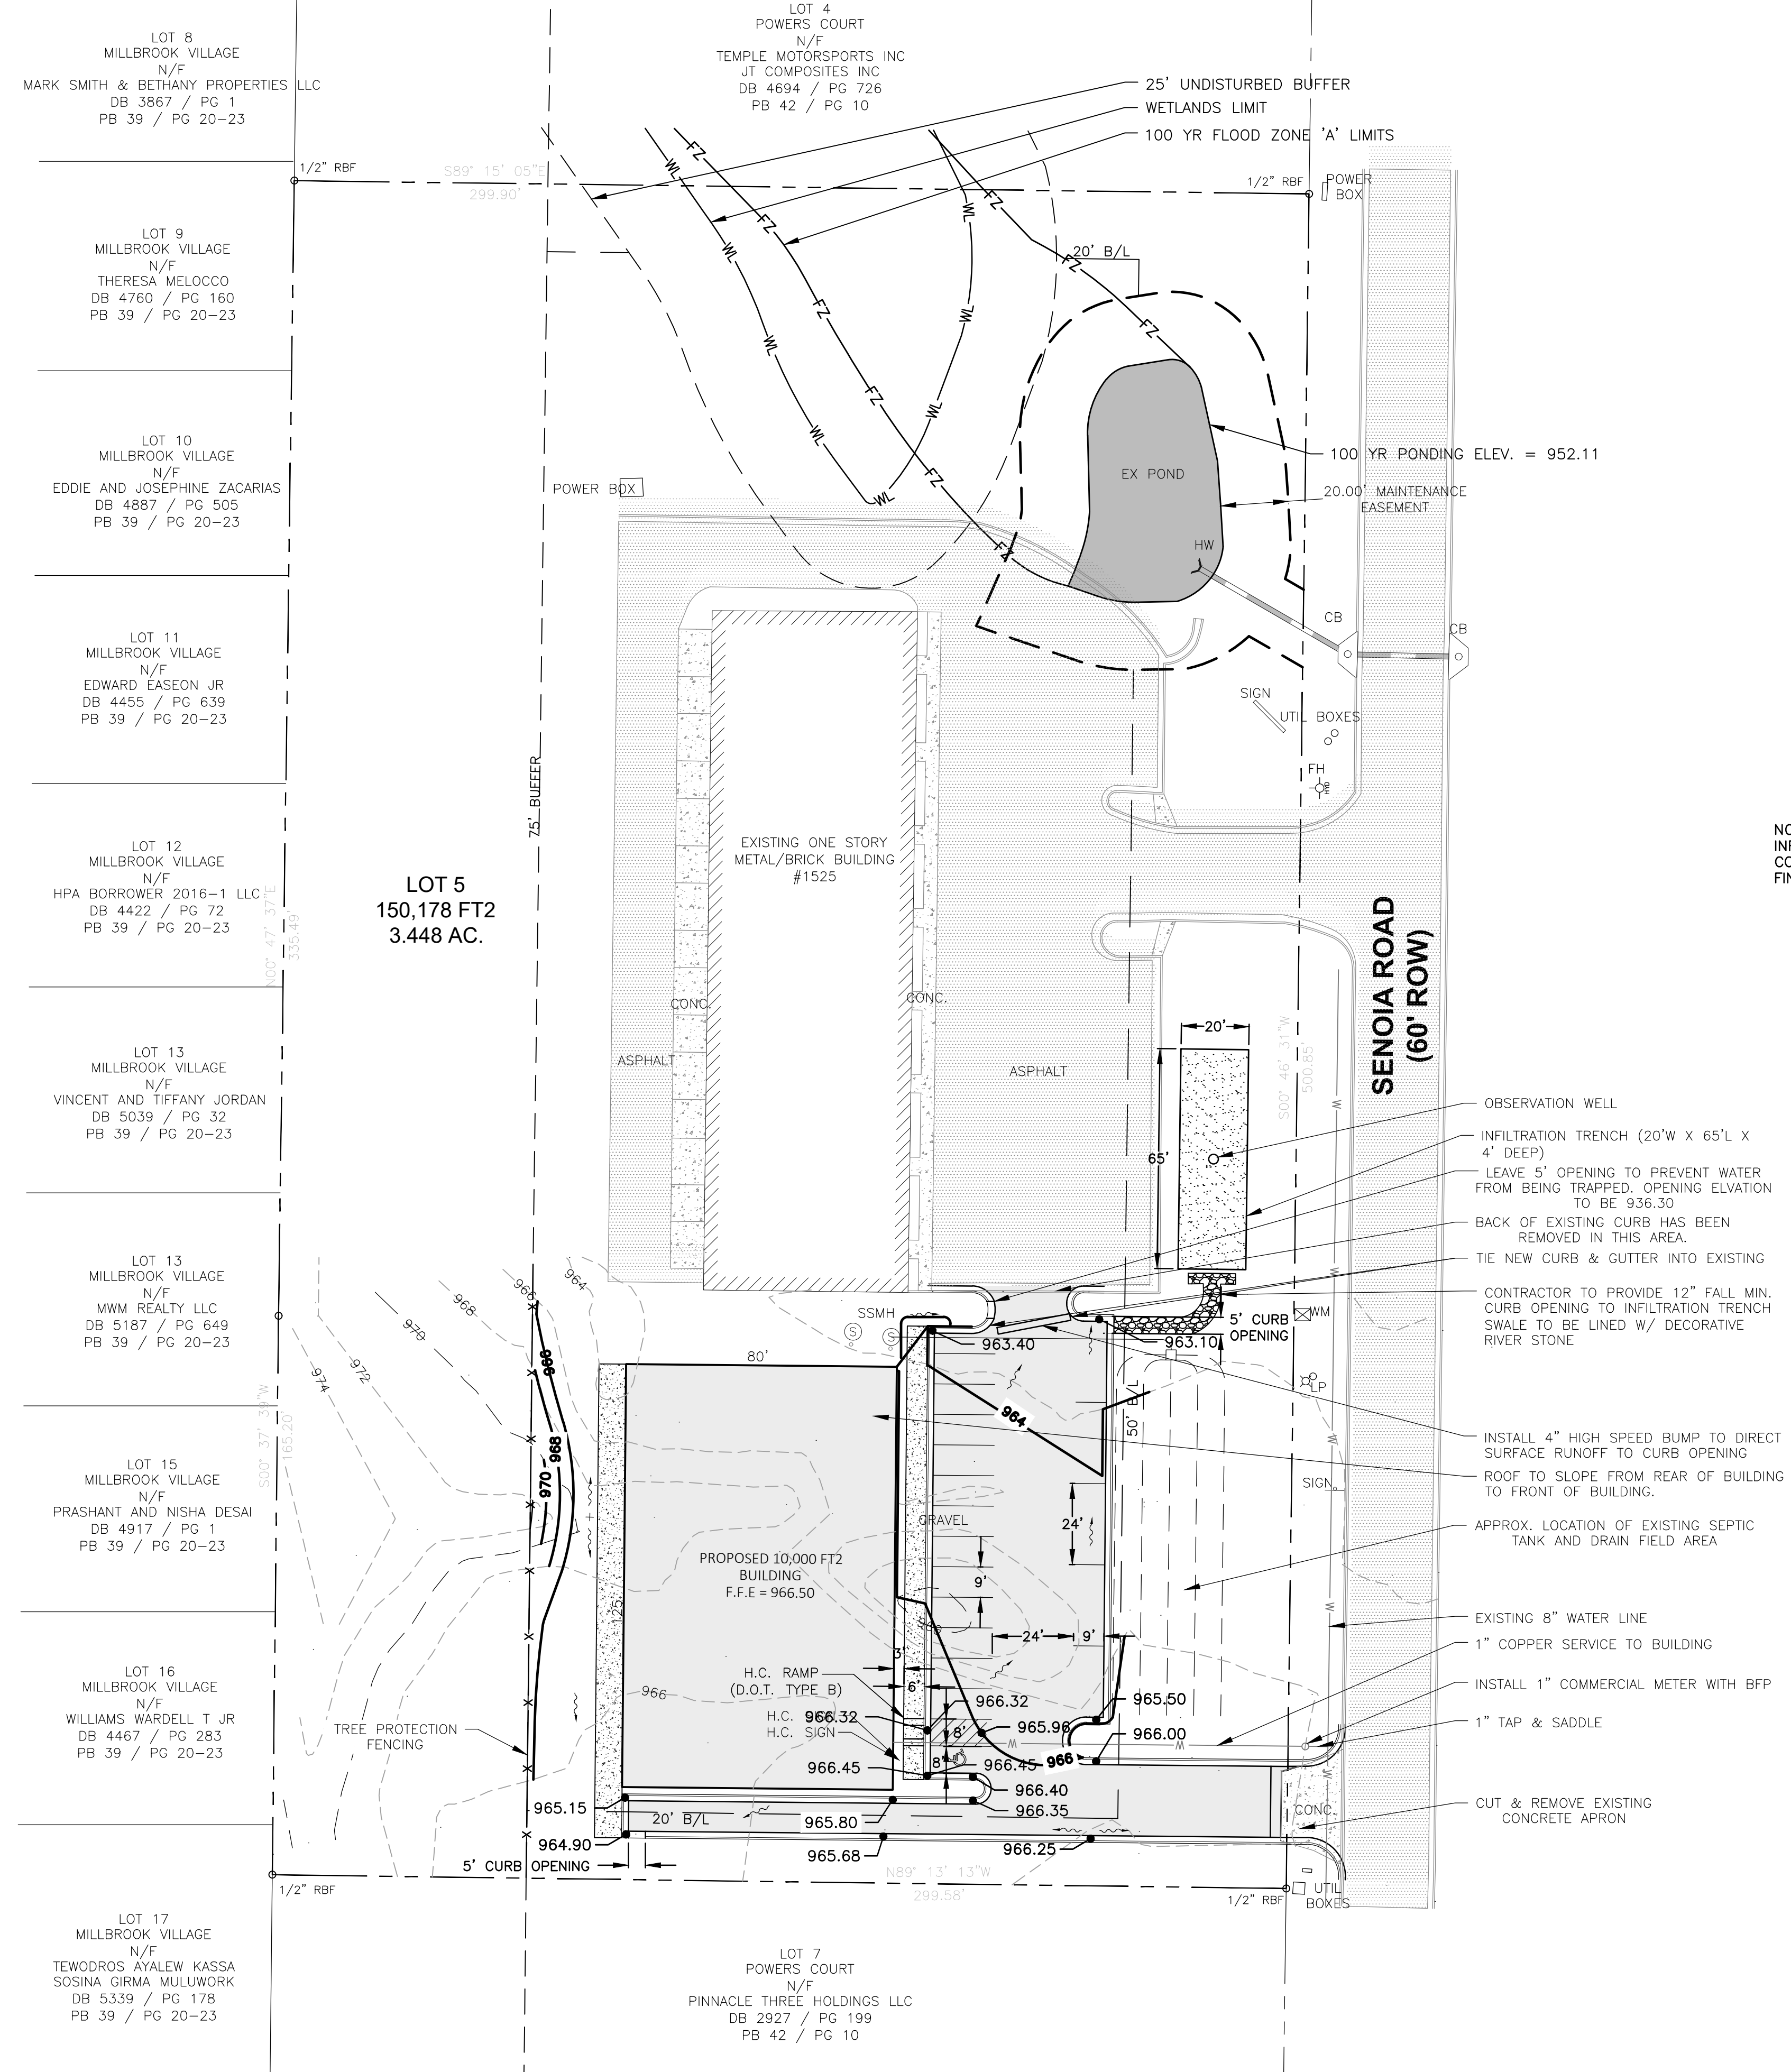 LOT 8
MILLBROOK VILLAGE
N/F
MARK SMITH & BETHANY PROPERTIES LLC
DB 3867 / PG 1
PB 39 / PG 20-23
LOT 4
POWERS COURT
N/F
TEMPLE MOTORSPORTS INC
JT COMPOSITES INC
DB 4694 / PG 726
PB 42 / PG 10
25' UNDISTURBED BUFFER
WETLANDS LIMIT
100 YR FLOOD ZONE 'A' LIMITS
1/2" RBF
S89° 15' 05"E
299.90'
1/2" RBF
POWER
BOX
LOT 9
MILLBROOK VILLAGE
N/F
THERESA MELOCCO
DB 4760 / PG 160
PB 39 / PG 20-23
FZ
WL
FZ
WL
FZ
WL
FZ
20' B/L
FZ
FZ
WL
FZ
WL
FZ
WL
WL
FZ
WL
FZ
LOT 10
MILLBROOK VILLAGE
N/F
EDDIE AND JOSEPHINE ZACARIAS
DB 4887 / PG 505
PB 39 / PG 20-23
POWER BOX
EX POND
100 YR PONDING ELEV. = 952.11
20.00' MAINTENANCE
EASEMENT
HW
CB
CB
LOT 11
MILLBROOK VILLAGE
N/F
EDWARD EASEON JR
DB 4455 / PG 639
PB 39 / PG 20-23
SIGN
UTIL BOXES
FH
HYD
75' BUFFER
LOT 12
MILLBROOK VILLAGE
N/F
HPA BORROWER 2016-1 LLC
DB 4422 / PG 72
PB 39 / PG 20-23
N00° 47' 37"E
335.49'
LOT 5
150,178 FT2
3.448 AC.
EXISTING ONE STORY
METAL/BRICK BUILDING
#1525
NO
INF
CO
FIN
SENOIA ROAD
(60' ROW)
CONC.
CONC.
ASPHALT
ASPHALT
20'
65'
S00° 46' 31"W
500.85'
W
LOT 13
MILLBROOK VILLAGE
N/F
VINCENT AND TIFFANY JORDAN
DB 5039 / PG 32
PB 39 / PG 20-23
OBSERVATION WELL
INFILTRATION TRENCH (20'W X 65'L X
4' DEEP)
LEAVE 5' OPENING TO PREVENT WATER
FROM BEING TRAPPED. OPENING ELVATION
TO BE 936.30
BACK OF EXISTING CURB HAS BEEN
REMOVED IN THIS AREA.
TIE NEW CURB & GUTTER INTO EXISTING
CONTRACTOR TO PROVIDE 12" FALL MIN.
CURB OPENING TO INFILTRATION TRENCH
SWALE TO BE LINED W/ DECORATIVE
RIVER STONE
LOT 13
MILLBROOK VILLAGE
N/F
MWM REALTY LLC
DB 5187 / PG 649
PB 39 / PG 20-23
964
966
968
970
972
974
966
SSMH
S
S
963.40
963.10
5' CURB
OPENING
W
WM
LP
S00° 37' 39"W
165.20'
80'
964
50' B/L
W
INSTALL 4" HIGH SPEED BUMP TO DIRECT
SURFACE RUNOFF TO CURB OPENING
ROOF TO SLOPE FROM REAR OF BUILDING
TO FRONT OF BUILDING.
LOT 15
MILLBROOK VILLAGE
N/F
PRASHANT AND NISHA DESAI
DB 4917 / PG 1
PB 39 / PG 20-23
968
970
SIGN
GRAVEL
24'
APPROX. LOCATION OF EXISTING SEPTIC
TANK AND DRAIN FIELD AREA
PROPOSED 10,000 FT2
BUILDING
F.F.E = 966.50
9'
125'
24'
9'
W
EXISTING 8" WATER LINE
1" COPPER SERVICE TO BUILDING
INSTALL 1" COMMERCIAL METER WITH BFP
1" TAP & SADDLE
LOT 16
MILLBROOK VILLAGE
N/F
WILLIAMS WARDELL T JR
DB 4467 / PG 283
PB 39 / PG 20-23
3'
6'
H.C. RAMP
(D.O.T. TYPE B)
966
H.C. SIGN
H.C. SIGN
966.32
966.32
965.96
965.50
966.00
8'
8'
W
W
966
TREE PROTECTION
FENCING
966.45
966.45
966.40
966.35
965.15
965.80
20' B/L
964.90
965.68
966.25
5' CURB OPENING
W
CONC.
CUT & REMOVE EXISTING
CONCRETE APRON
N89° 13' 13"W
299.58'
1/2" RBF
1/2" RBF
UTIL
BOXES
LOT 17
MILLBROOK VILLAGE
N/F
TEWODROS AYALEW KASSA
SOSINA GIRMA MULUWORK
DB 5339 / PG 178
PB 39 / PG 20-23
LOT 7
POWERS COURT
N/F
PINNACLE THREE HOLDINGS LLC
DB 2927 / PG 199
PB 42 / PG 10